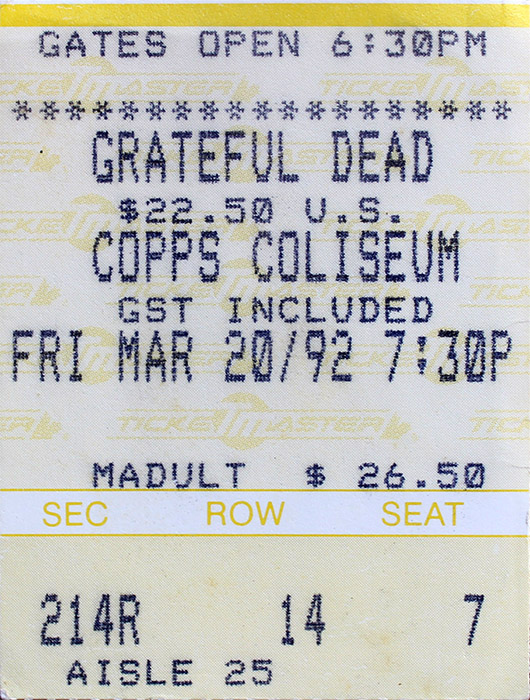 GATES OPEN 6:30PM
*******************
GRATEFUL DEAD
$22.50 U.S.
COPPS COLISEUM
GST INCLUDED
FRI MAR 20/92 7:30P
TICKETMASTER
MADULT $ 26.50
SEC ROW SEAT
214R 14 7
AISLE 25